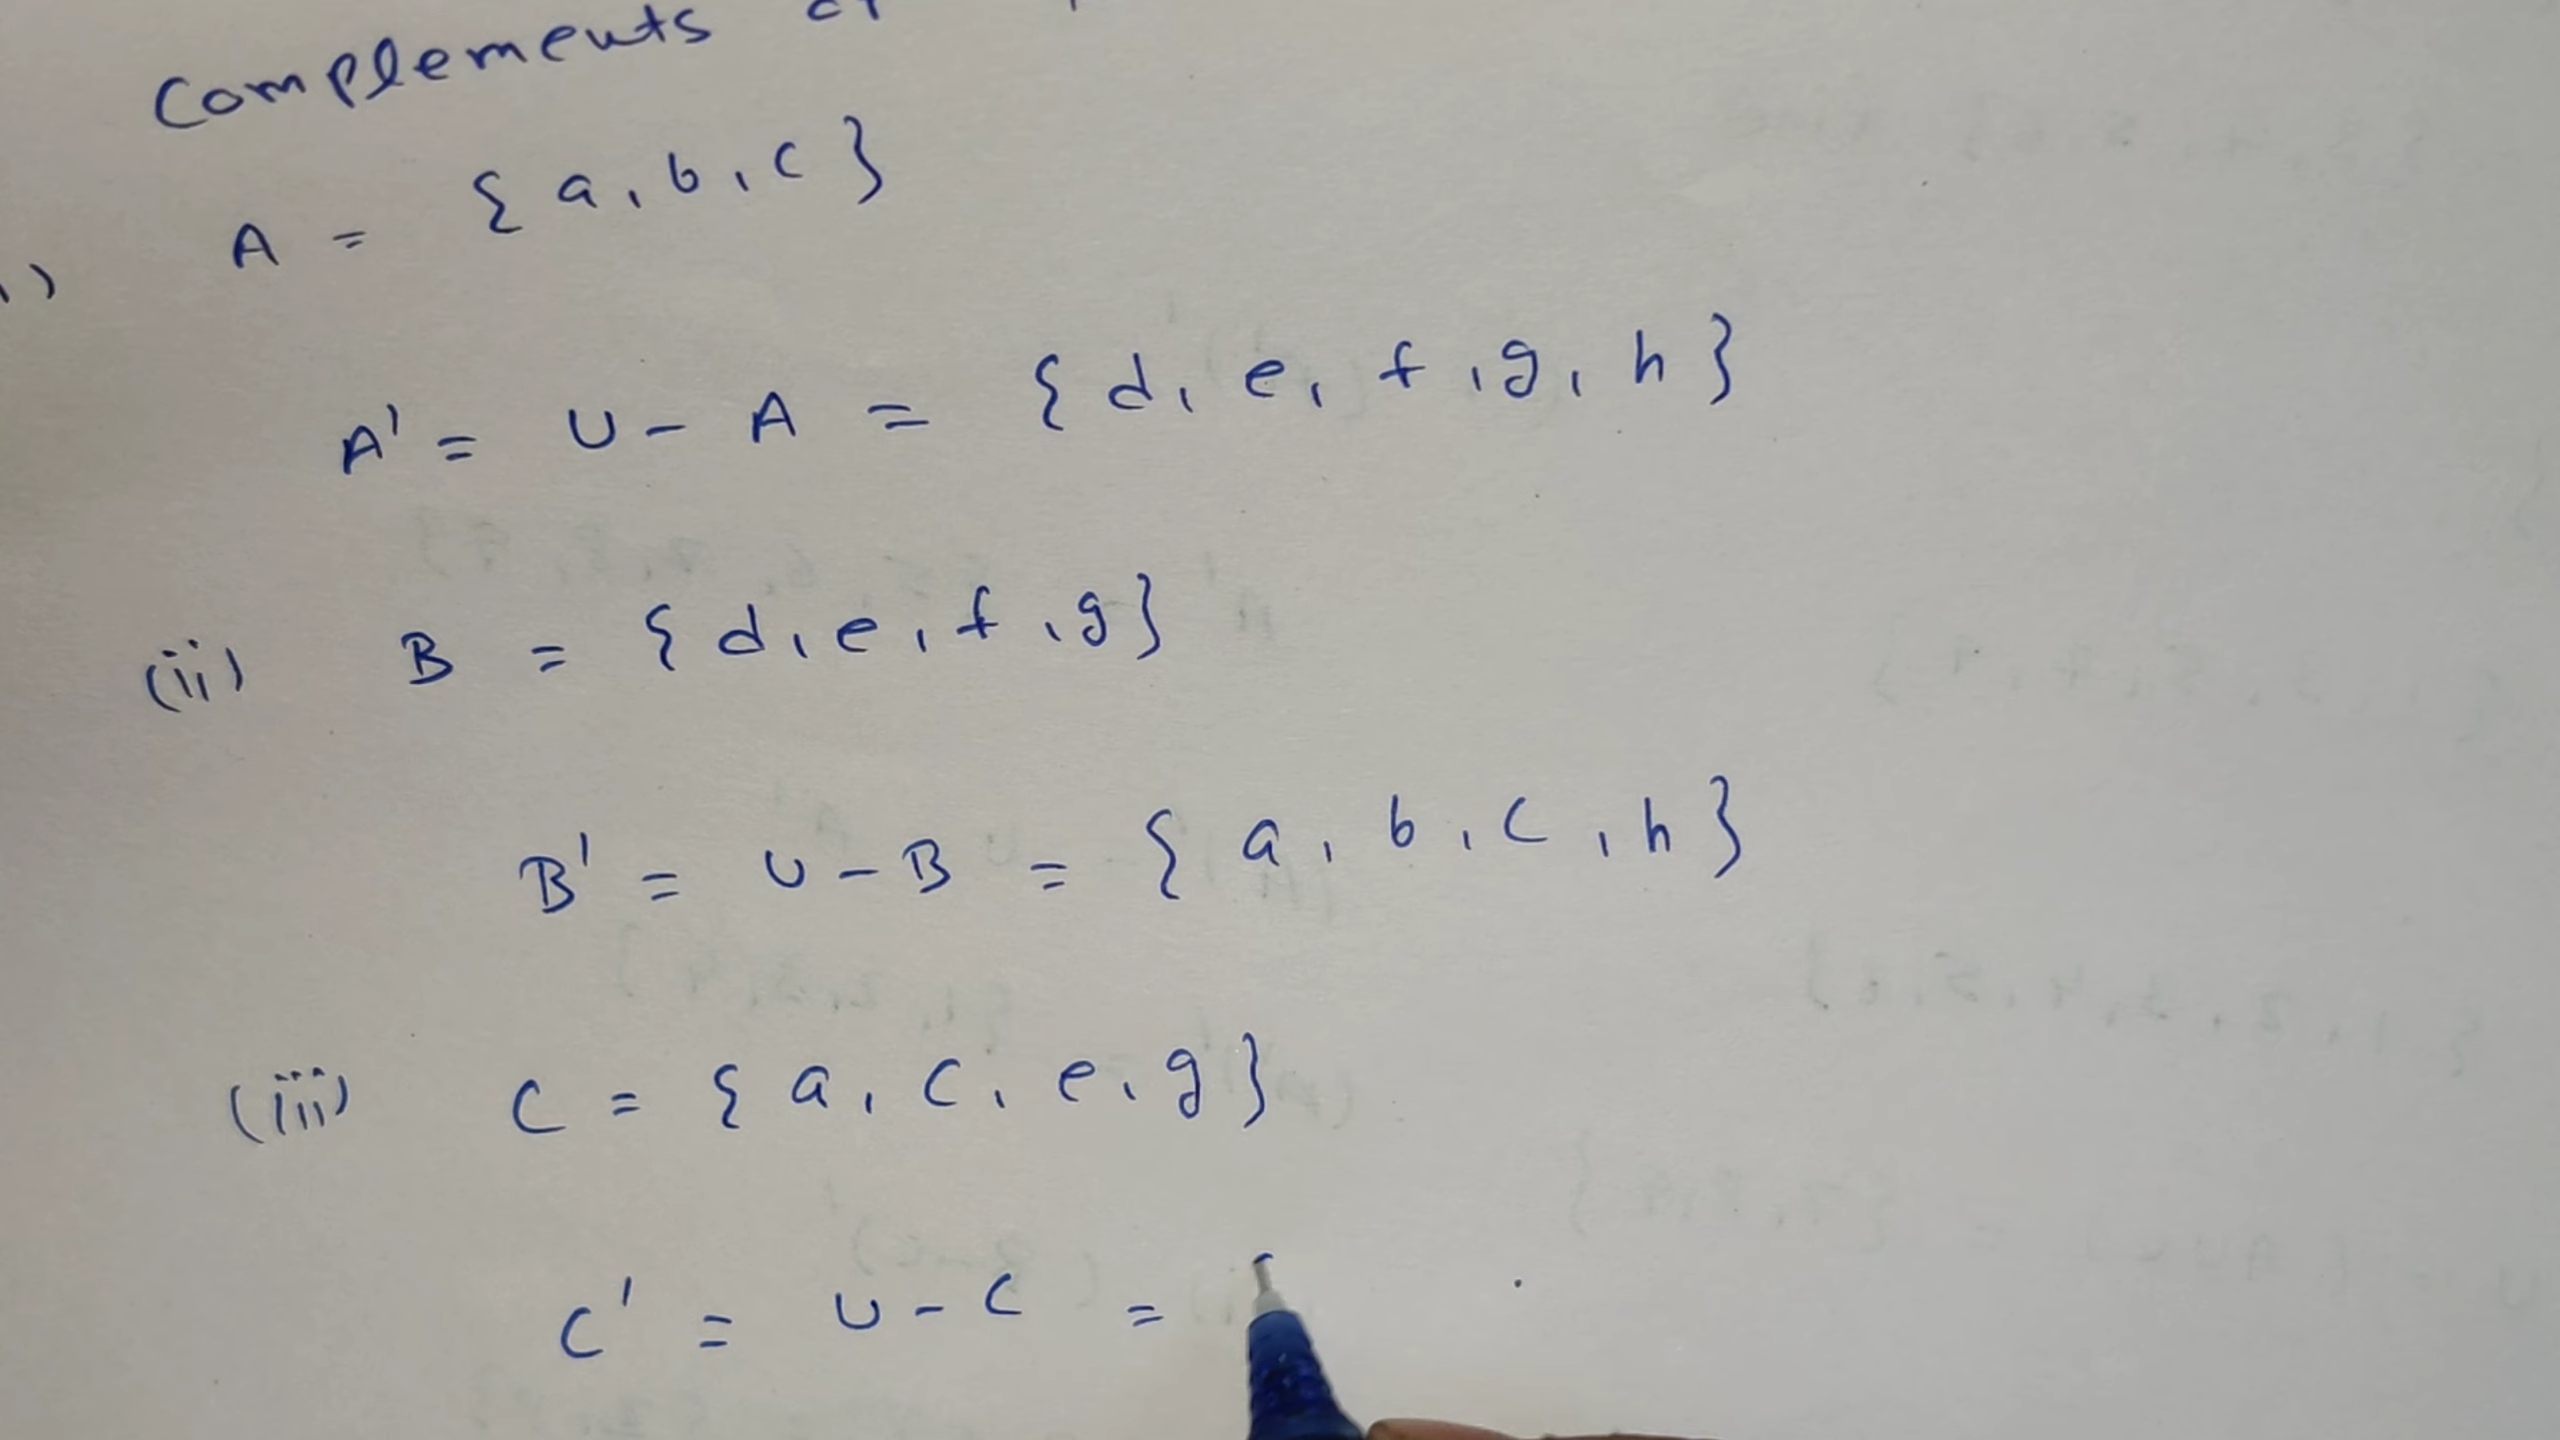 Complements
A = { a, b, c }
A' = U - A = { d, e, f, g, h }
(ii) B = { d, e, f, g }
B' = U - B = { a, b, c, h }
(iii) C = { a, c, e, g }
C' = U - C =